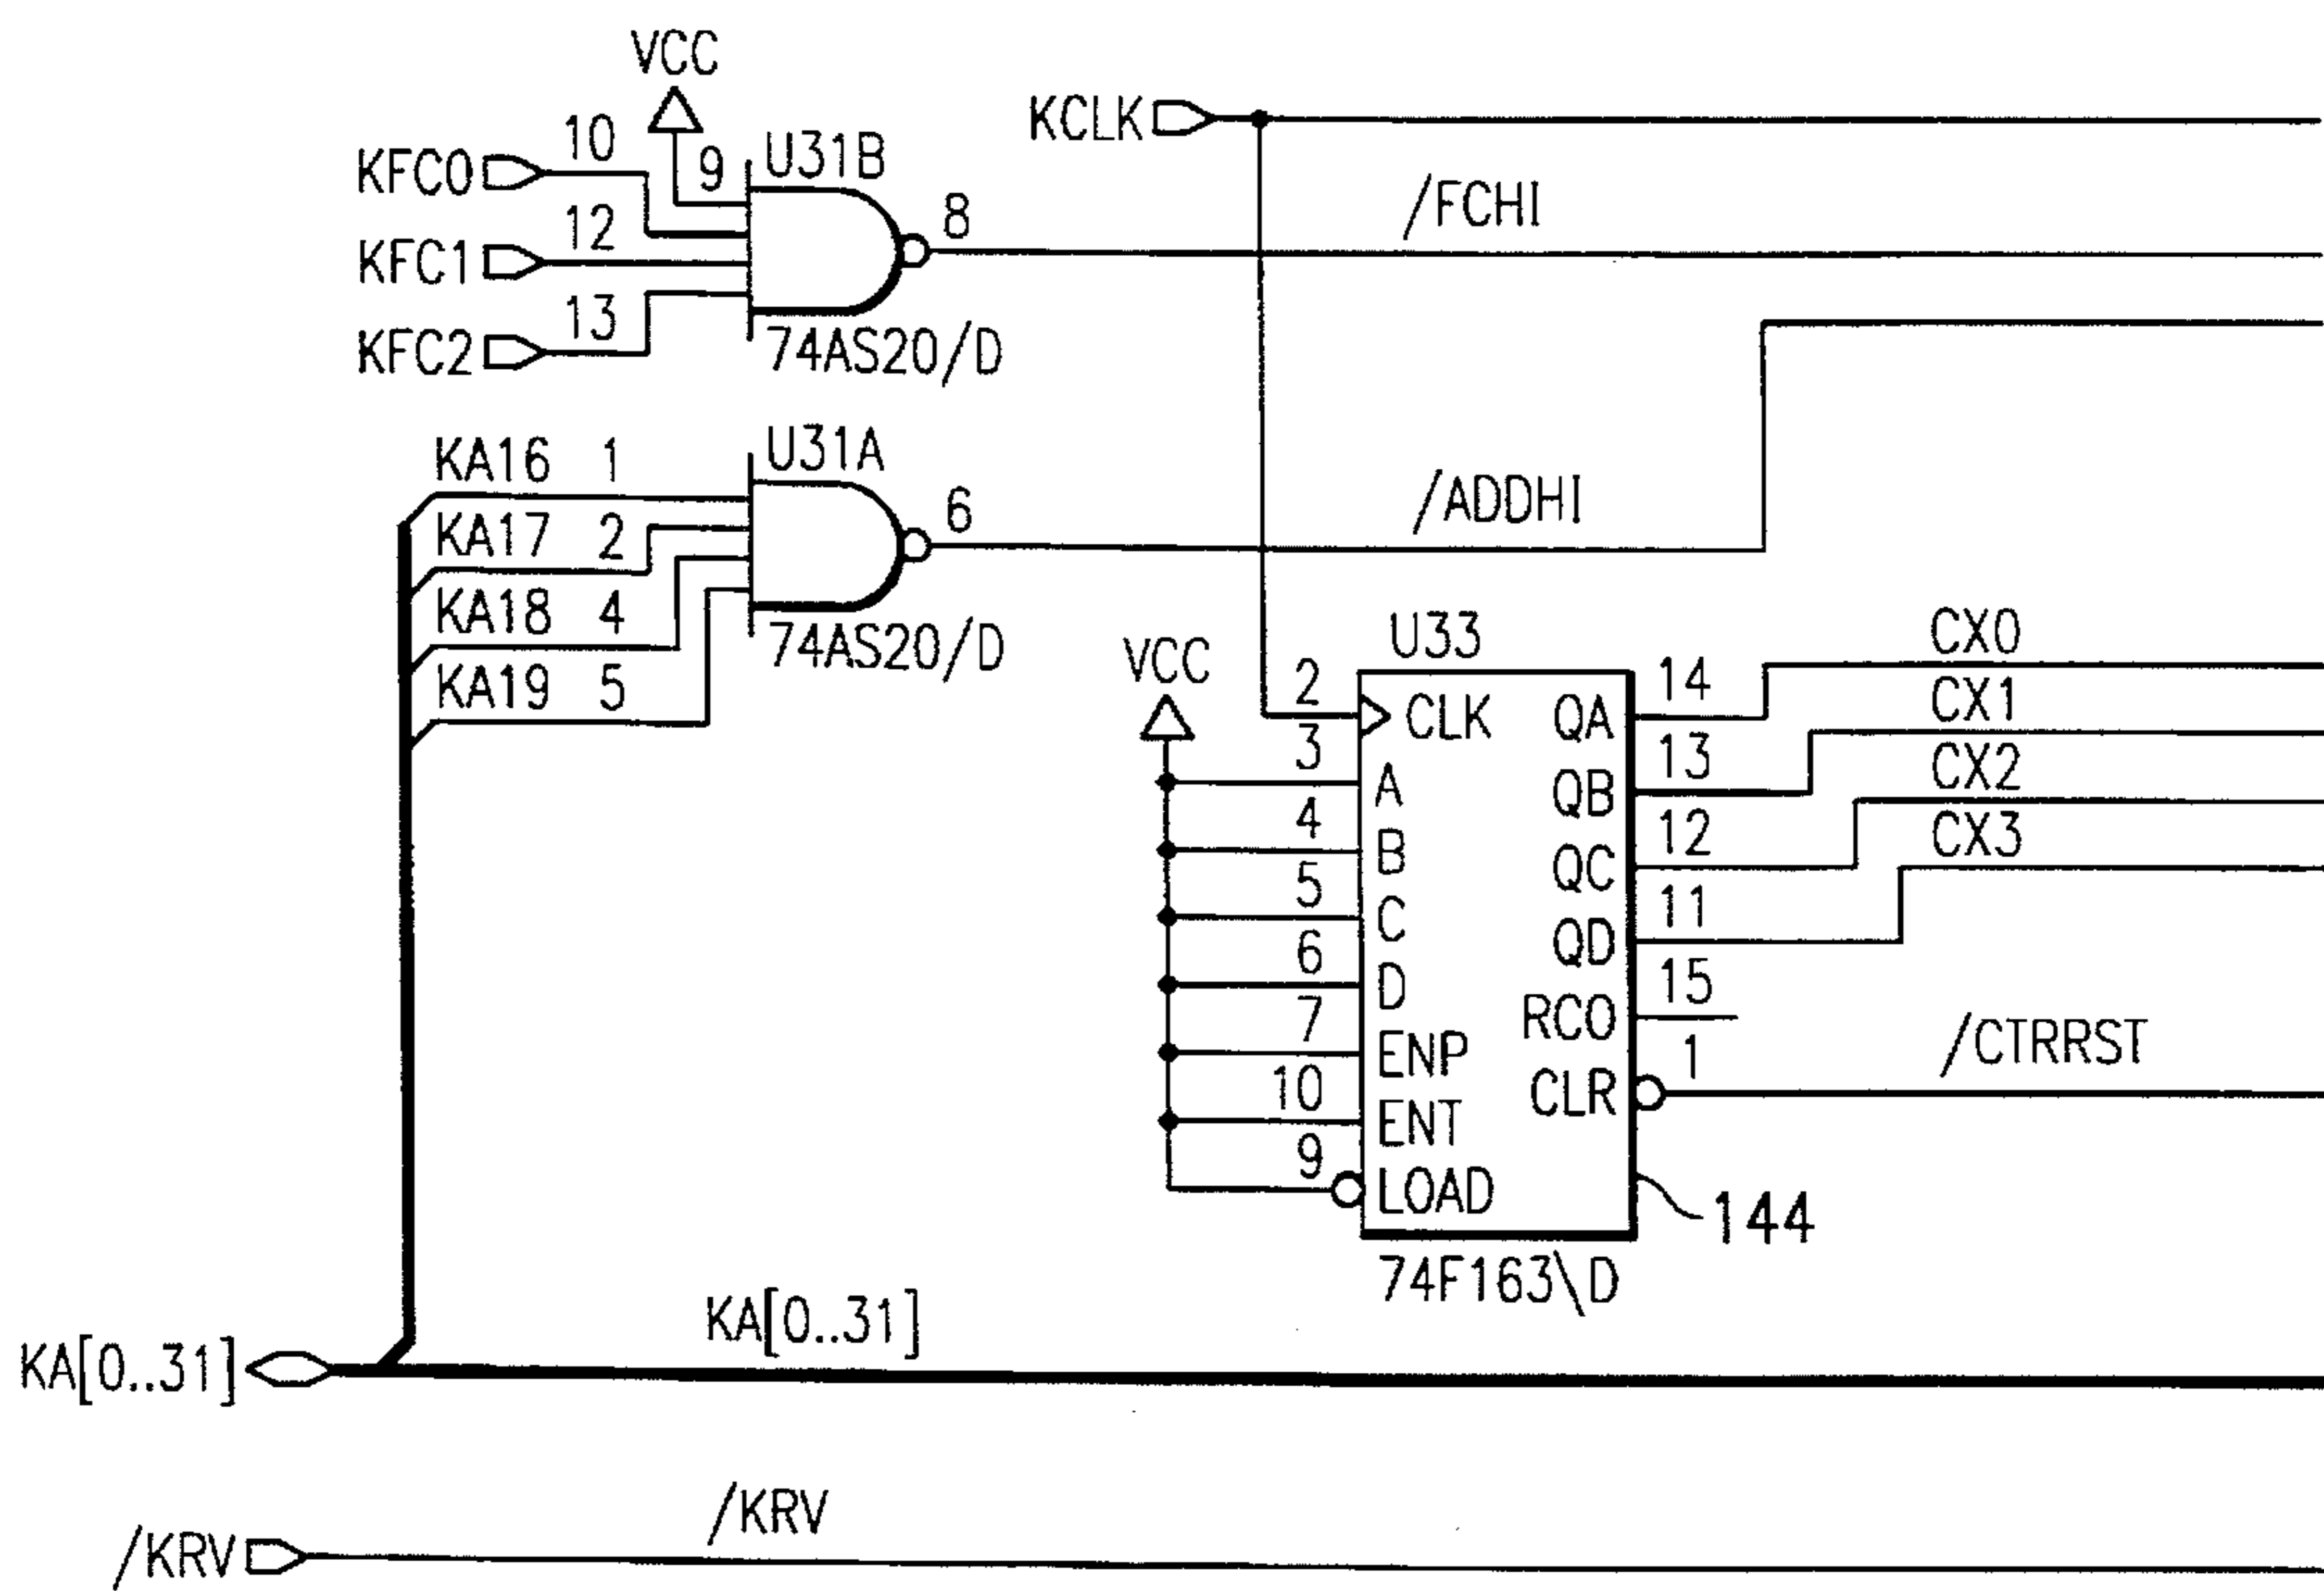 VCC
KCLK
10
9
U31B
KFC0
8
/FCHI
12
KFC1
13
KFC2
74AS20/D
KA16 1
U31A
KA17 2
6
/ADDHI
KA18 4
74AS20/D
KA19 5
VCC
U33
CX0
2
CLK
QA
14
CX1
3
A
QB
13
CX2
4
B
QC
12
CX3
5
C
QD
11
6
D
RCO
15
7
ENP
CLR
1
/CTRRST
10
ENT
9
LOAD
144
74F163\D
KA[0..31]
KA[0..31]
/KRV
/KRV